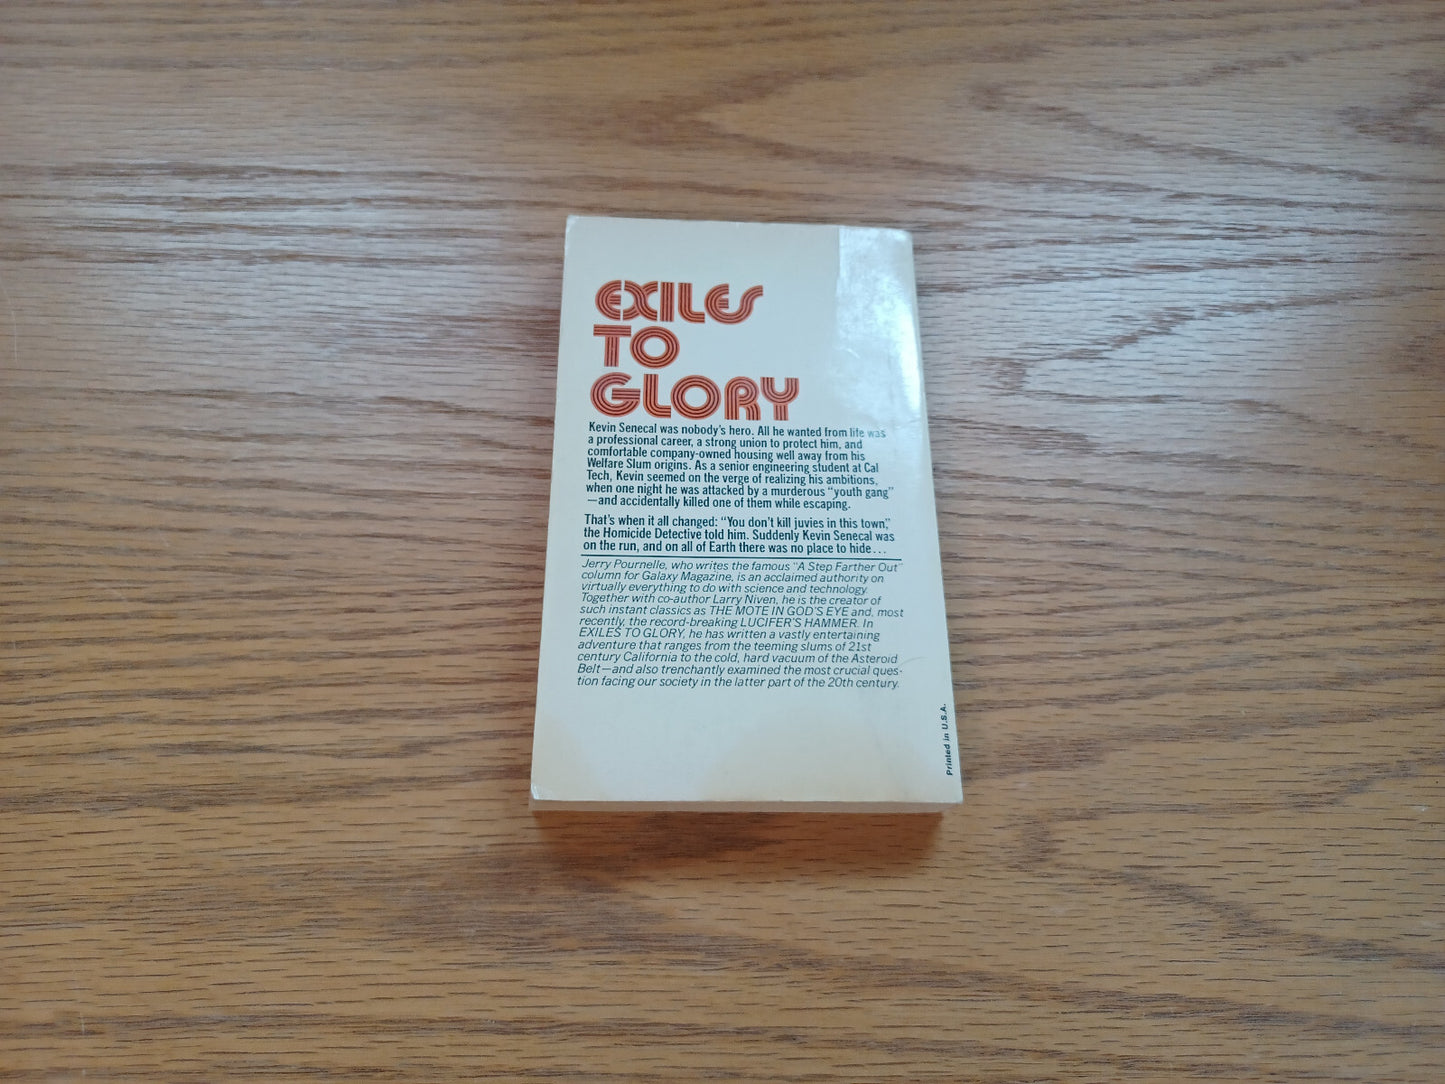 EXILES
TO
GLORY
Kevin Senecal was nobody's hero. All he wanted from life was
a professional career, a strong union to protect him, and
comfortable company-owned housing well away from his
Welfare Slum origins. As a senior engineering student at Cal
Tech, Kevin seemed on the verge of realizing his ambitions,
when one night he was attacked by a murderous "youth gang"
—and accidentally killed one of them while escaping.
That's when it all changed: "You don't kill juvies in this town,"
the Homicide Detective told him. Suddenly Kevin Senecal was
on the run, and on all of Earth there was no place to hide...
Jerry Pournelle, who writes the famous "A Step Farther Out"
column for Galaxy Magazine, is an acclaimed authority on
virtually everything to do with science and technology.
Together with co-author Larry Niven, he is the creator of
such instant classics as THE MOTE IN GOD'S EYE and, most
recently, the record-breaking LUCIFER'S HAMMER. In
EXILES TO GLORY, he has written a vastly entertaining
adventure that ranges from the teeming slums of 21st
century California to the cold, hard vacuum of the Asteroid
Belt—and also trenchantly examined the most crucial ques-
tion facing our society in the latter part of the 20th century.
Printed in U.S.A.